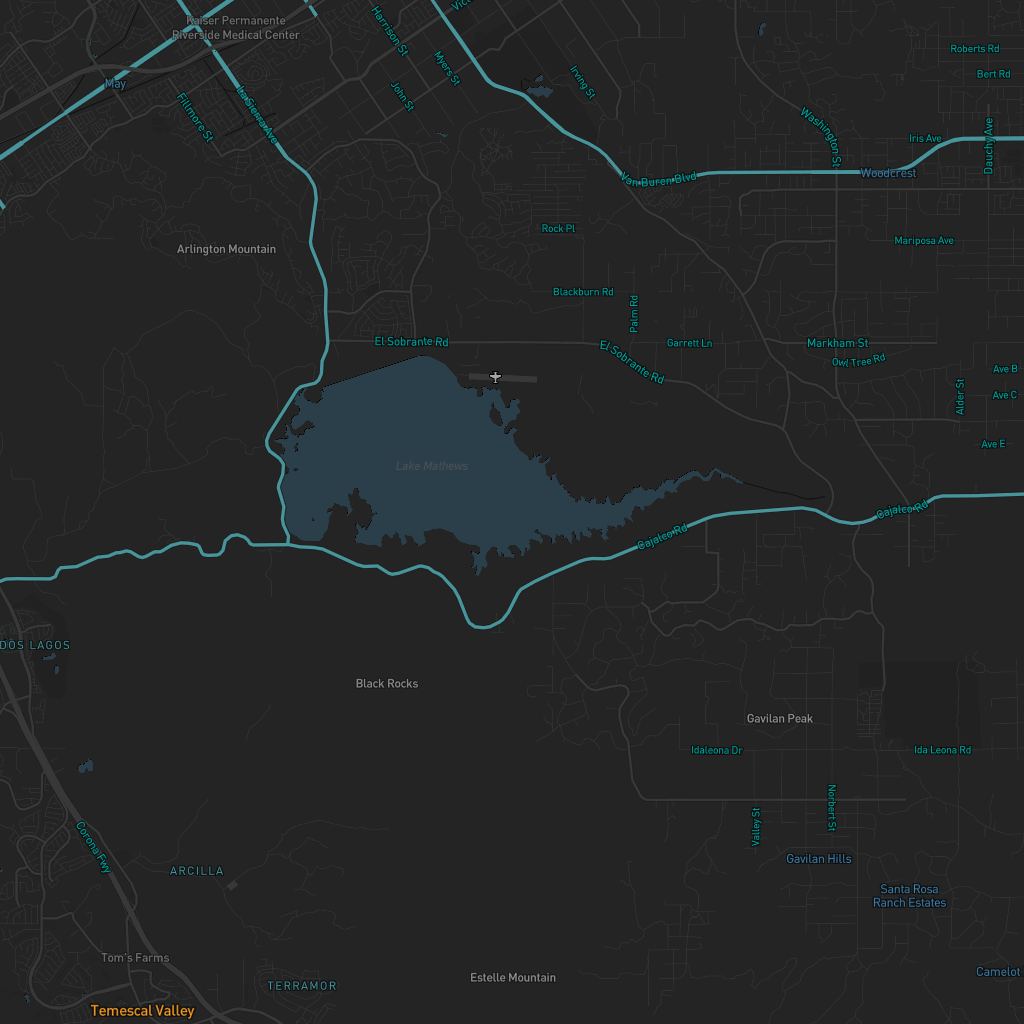 Victo
Kaiser Permanente
Riverside Medical Center
Harrison St
Roberts Rd
Myers St
Bert Rd
Irving St
May
John St
La Sierra Ave
Fillmore St
Washington St
Iris Ave
Dauchy Ave
Van Buren Blvd
Woodcrest
Rock Pl
Mariposa Ave
Arlington Mountain
Blackburn Rd
Palm Rd
El Sobrante Rd
Garrett Ln
Markham St
El Sobrante Rd
Owl Tree Rd
Ave B
Alder St
Ave C
Ave E
Lake Mathews
Cajalco Rd
Cajalco Rd
DOS LAGOS
Black Rocks
Gavilan Peak
Idaleona Dr
Ida Leona Rd
Norbert St
Valley St
Corona Fwy
Gavilan Hills
ARCILLA
Santa Rosa
Ranch Estates
Tom's Farms
Camelot
Estelle Mountain
TERRAMOR
Temescal Valley